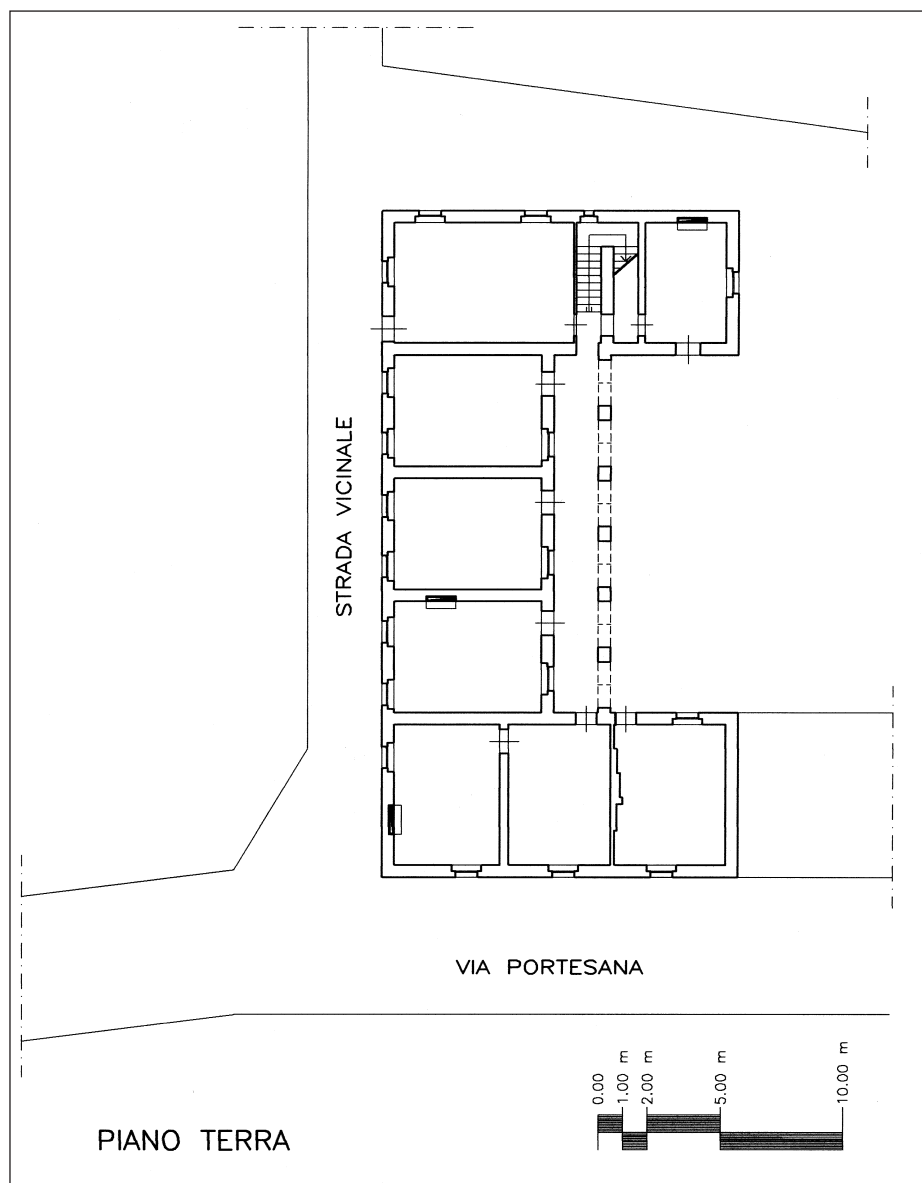 STRADA VICINALE
VIA PORTESANA
PIANO TERRA
0.00
1.00 m
2.00 m
5.00 m
10.00 m